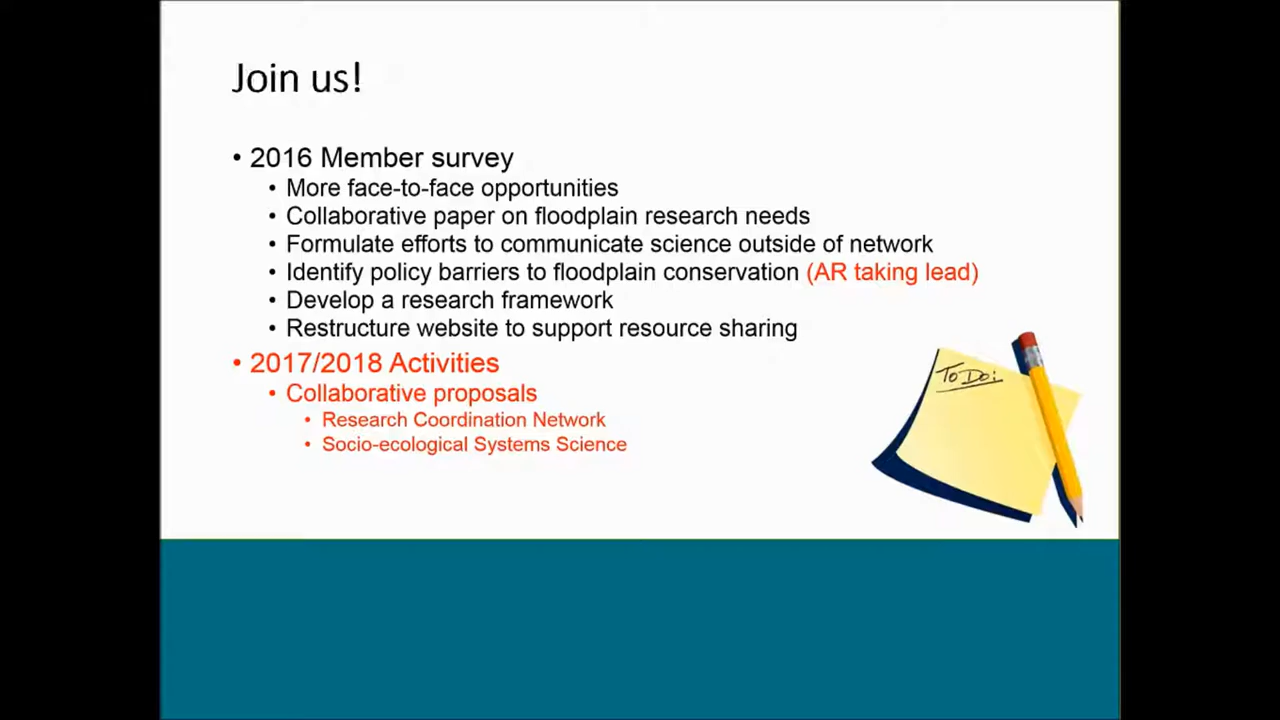 Join us!
• 2016 Member survey
• More face-to-face opportunities
• Collaborative paper on floodplain research needs
• Formulate efforts to communicate science outside of network
• Identify policy barriers to floodplain conservation (AR taking lead)
• Develop a research framework
• Restructure website to support resource sharing
• 2017/2018 Activities
• Collaborative proposals
• Research Coordination Network
• Socio-ecological Systems Science
To Do: